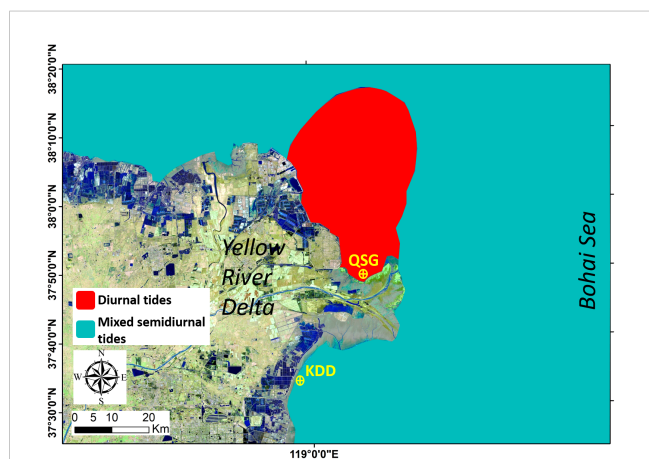 38°20'0"N
38°10'0"N
38°0'0"N
37°50'0"N
37°40'0"N
37°30'0"N
QSG
Yellow
River
Delta
Bohai Sea
Diurnal tides
Mixed semidiurnal
tides
N
W E
S
KDD
0 5 10 20
Km
119°0'0"E